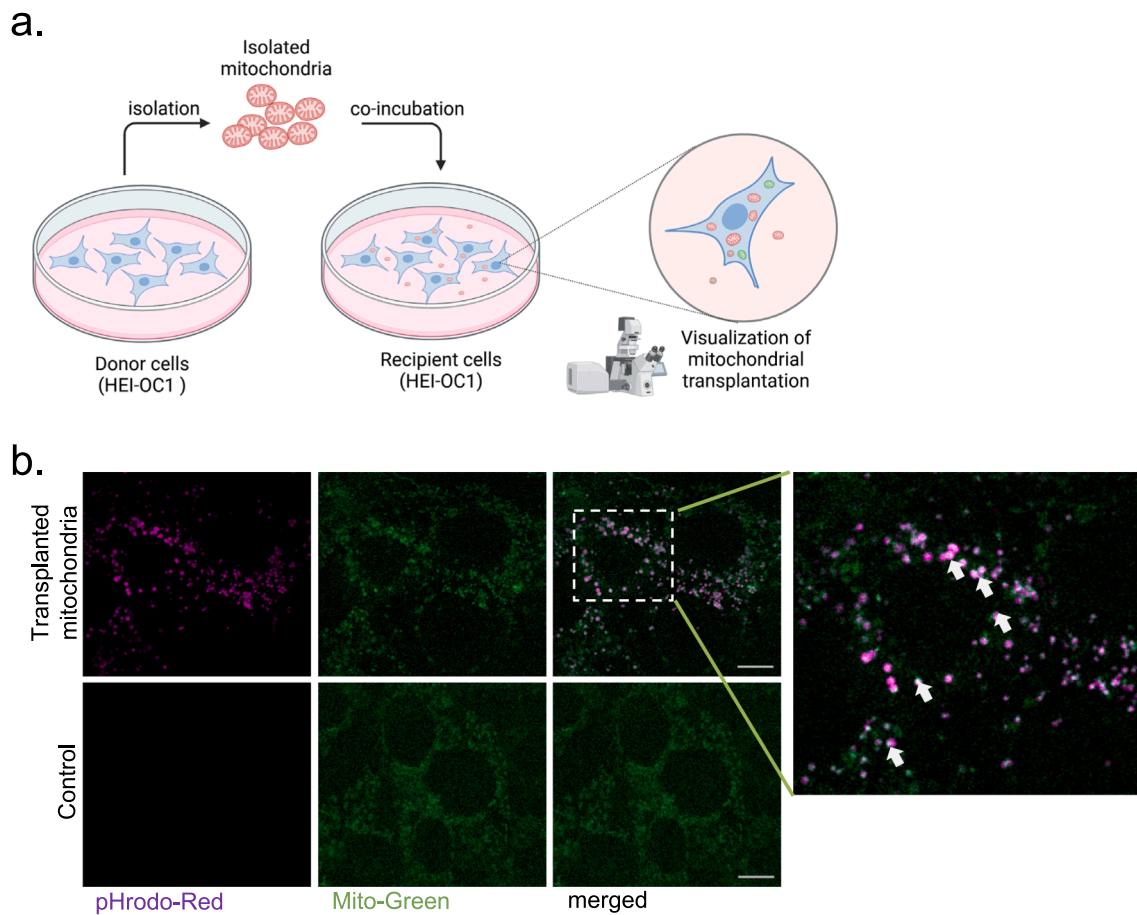 a.
Isolated
mitochondria
isolation
co-incubation
Donor cells
(HEI-OC1 )
Recipient cells
(HEI-OC1)
Visualization of
mitochondrial
transplantation
b.
Transplanted
mitochondria
Control
pHrodo-Red
Mito-Green
merged